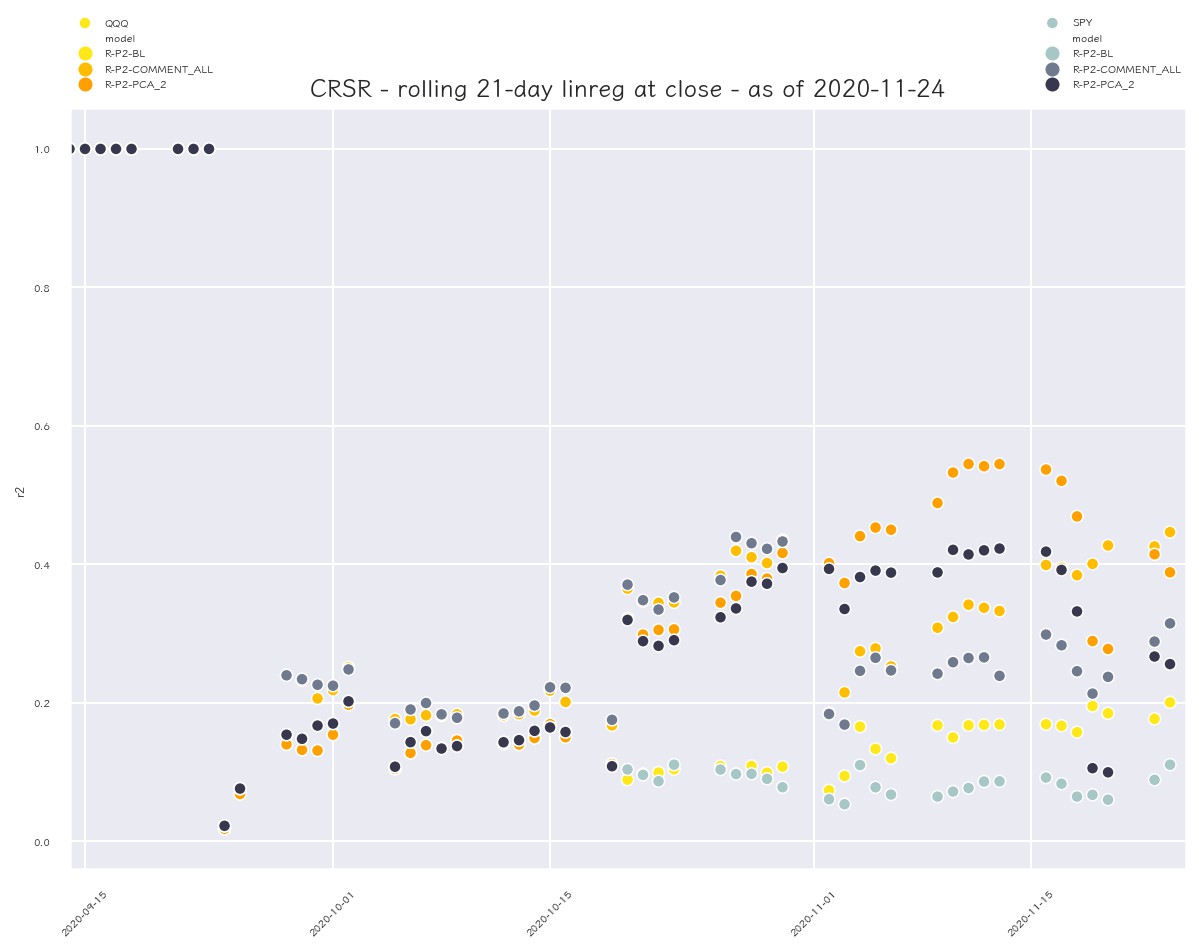 QQQ
model
R-P2-BL
R-P2-COMMENT_ALL
R-P2-PCA_2
SPY
model
R-P2-BL
R-P2-COMMENT_ALL
R-P2-PCA_2
CRSR - rolling 21-day linreg at close - as of 2020-11-24
1.0
0.8
0.6
0.4
0.2
0.0
r2
2020-09-15
2020-10-01
2020-10-15
2020-11-01
2020-11-15